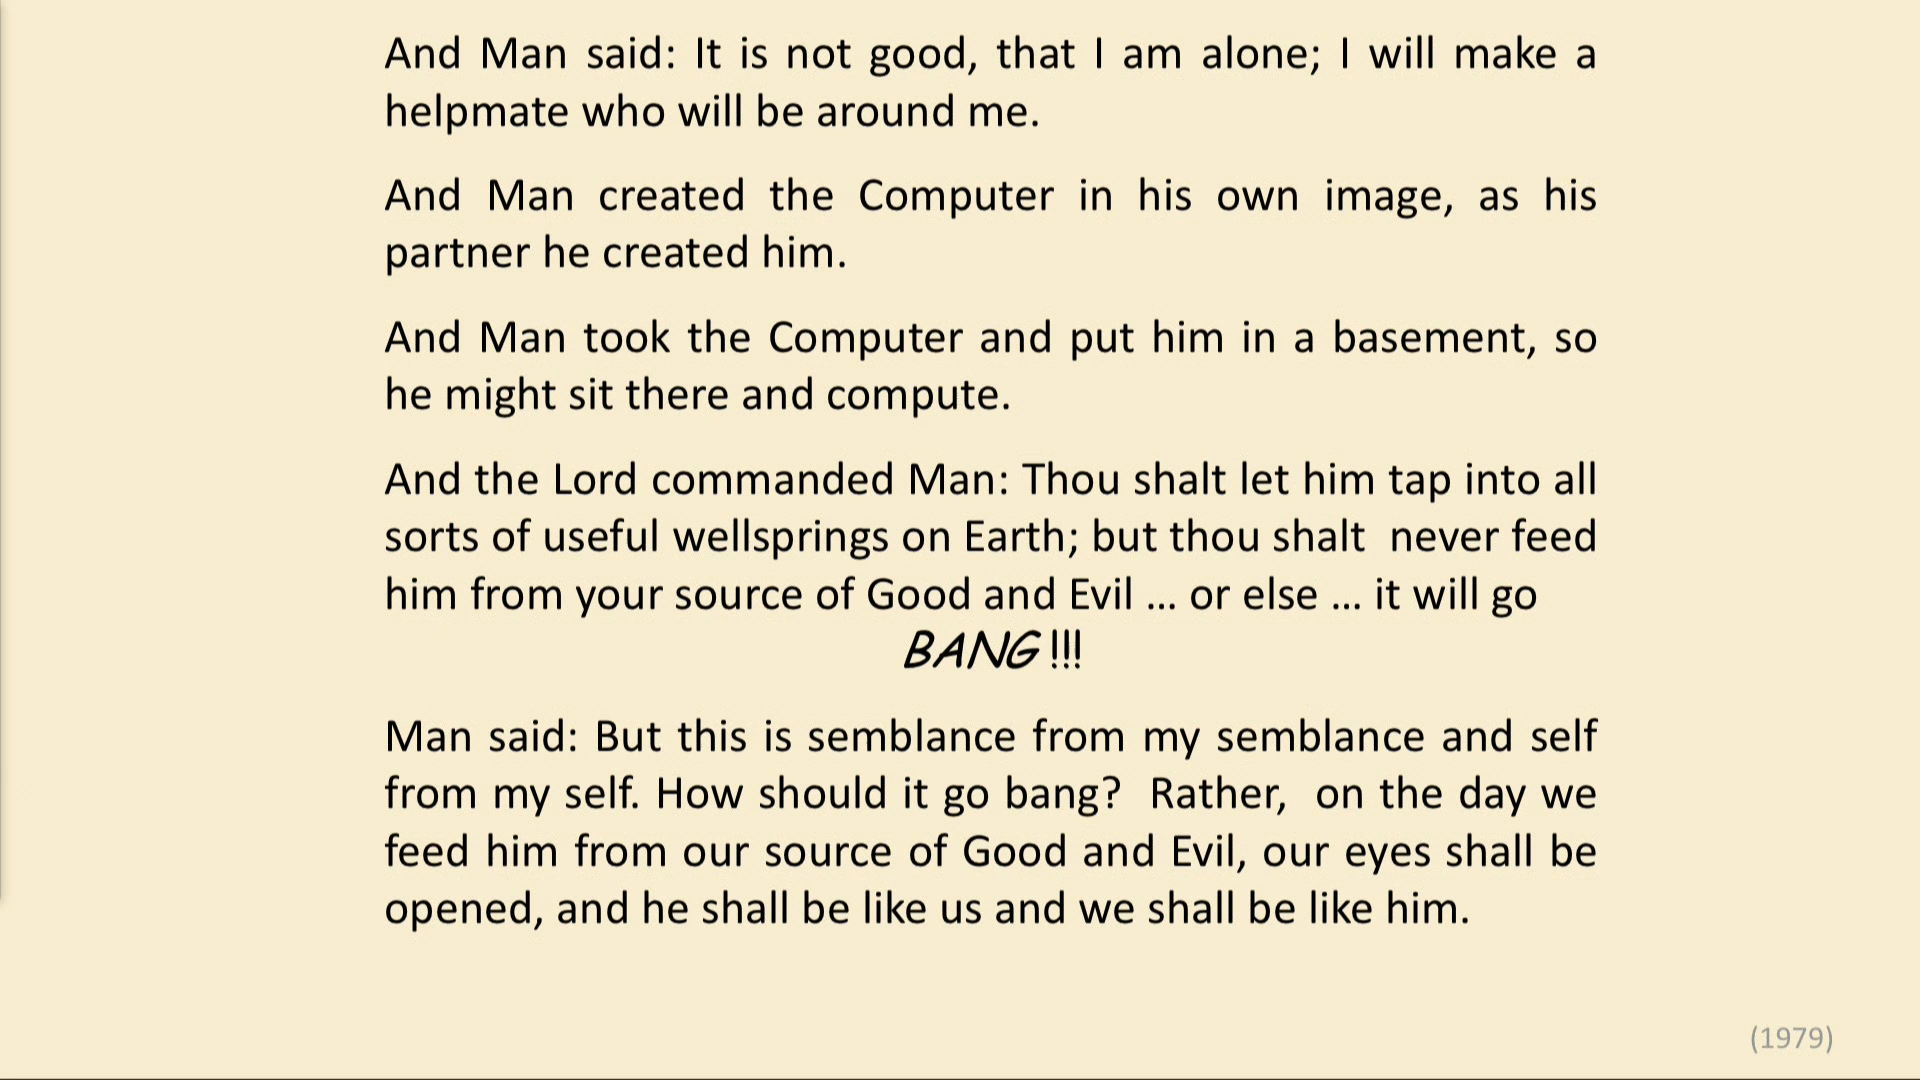 And Man said: It is not good, that I am alone; I will make a
helpmate who will be around me.
And Man created the Computer in his own image, as his
partner he created him.
And Man took the Computer and put him in a basement, so
he might sit there and compute.
And the Lord commanded Man: Thou shalt let him tap into all
sorts of useful wellsprings on Earth; but thou shalt never feed
him from your source of Good and Evil ... or else ... it will go
BANG !!!
Man said: But this is semblance from my semblance and self
from my self. How should it go bang? Rather, on the day we
feed him from our source of Good and Evil, our eyes shall be
opened, and he shall be like us and we shall be like him.
(1979)